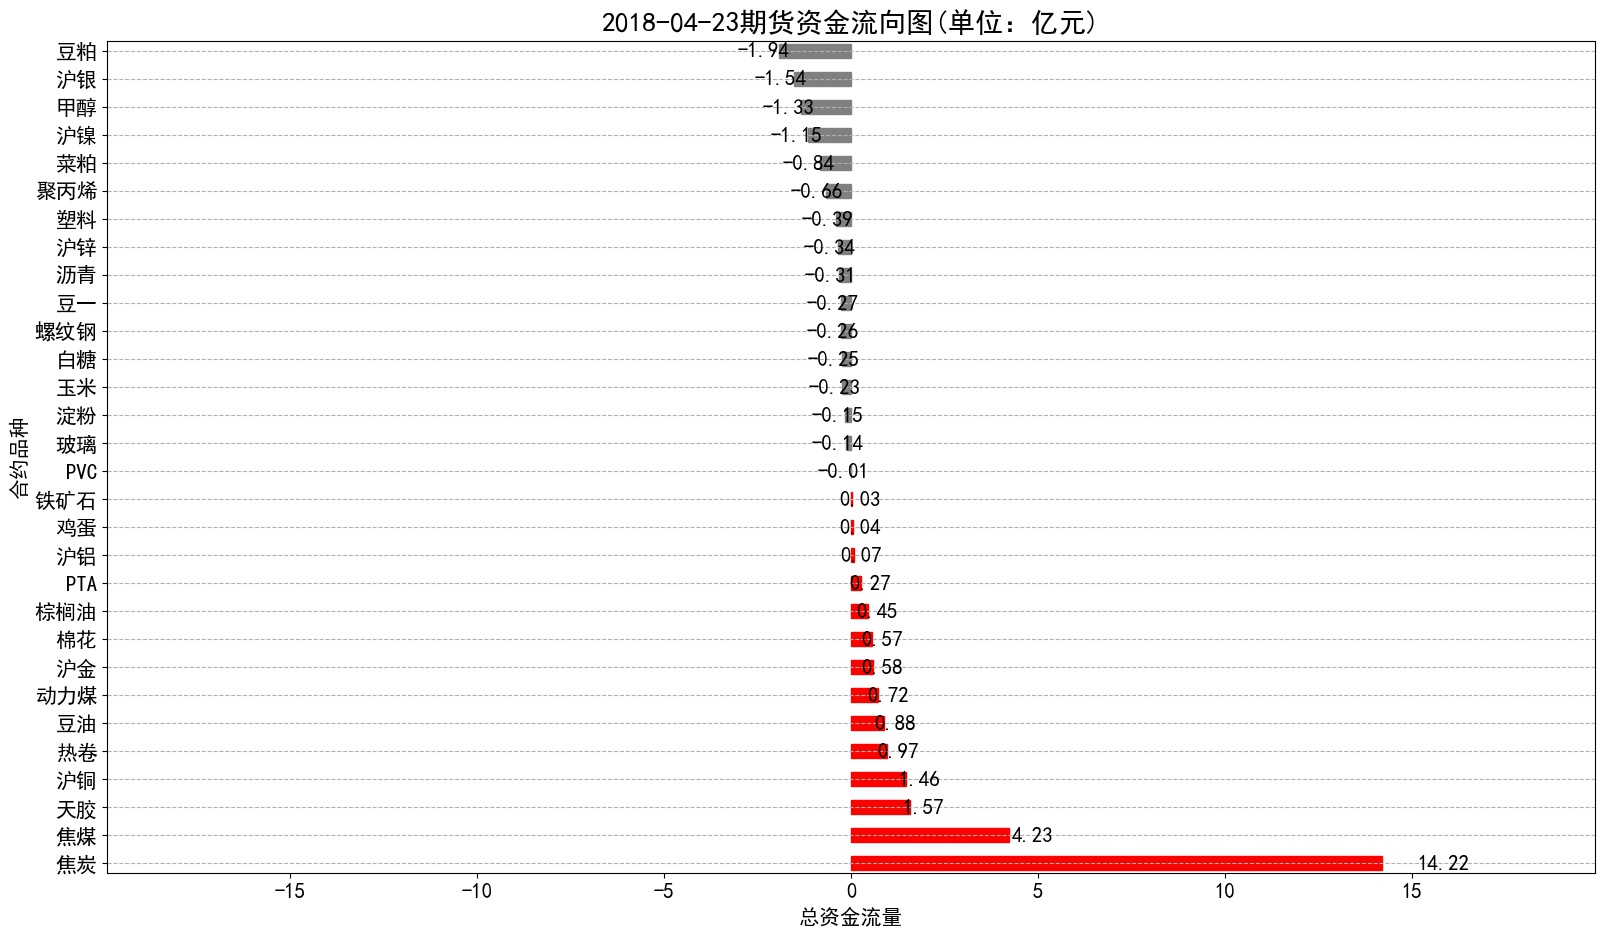 2018-04-23期货资金流向图(单位：亿元)
合约品种
豆粕 -1.94
沪银 -1.54
甲醇 -1.33
沪镍 -1.15
菜粕 -0.84
聚丙烯 -0.66
塑料 -0.39
沪锌 -0.34
沥青 -0.31
豆一 -0.27
螺纹钢 -0.26
白糖 -0.25
玉米 -0.23
淀粉 -0.15
玻璃 -0.14
PVC -0.01
铁矿石 0.03
鸡蛋 0.04
沪铝 0.07
PTA 0.27
棕榈油 0.45
棉花 0.57
沪金 0.58
动力煤 0.72
豆油 0.88
热卷 0.97
沪铜 1.46
天胶 1.57
焦煤 4.23
焦炭 14.22
-15 -10 -5 0 5 10 15
总资金流量